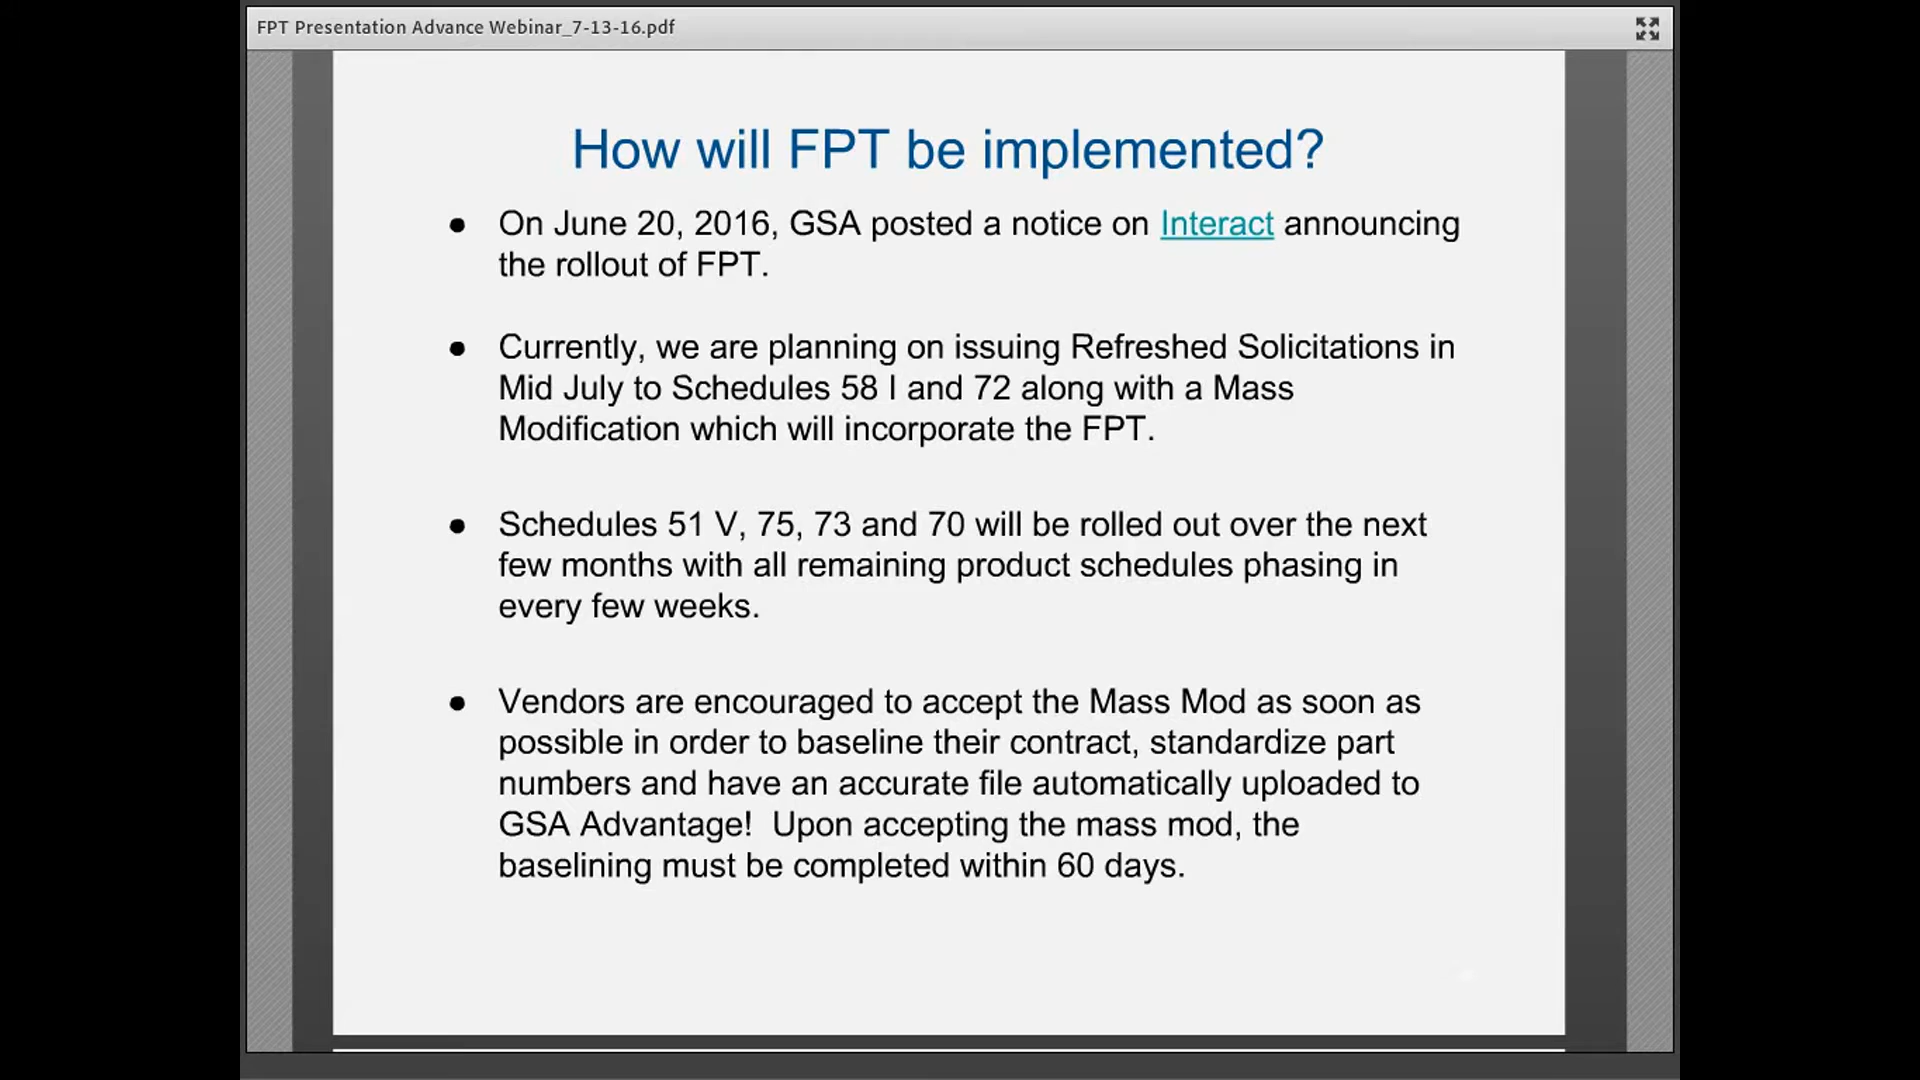 FPT Presentation Advance Webinar_7-13-16.pdf
How will FPT be implemented?
● On June 20, 2016, GSA posted a notice on Interact announcing
the rollout of FPT.
● Currently, we are planning on issuing Refreshed Solicitations in
Mid July to Schedules 58 I and 72 along with a Mass
Modification which will incorporate the FPT.
● Schedules 51 V, 75, 73 and 70 will be rolled out over the next
few months with all remaining product schedules phasing in
every few weeks.
● Vendors are encouraged to accept the Mass Mod as soon as
possible in order to baseline their contract, standardize part
numbers and have an accurate file automatically uploaded to
GSA Advantage!  Upon accepting the mass mod, the
baselining must be completed within 60 days.